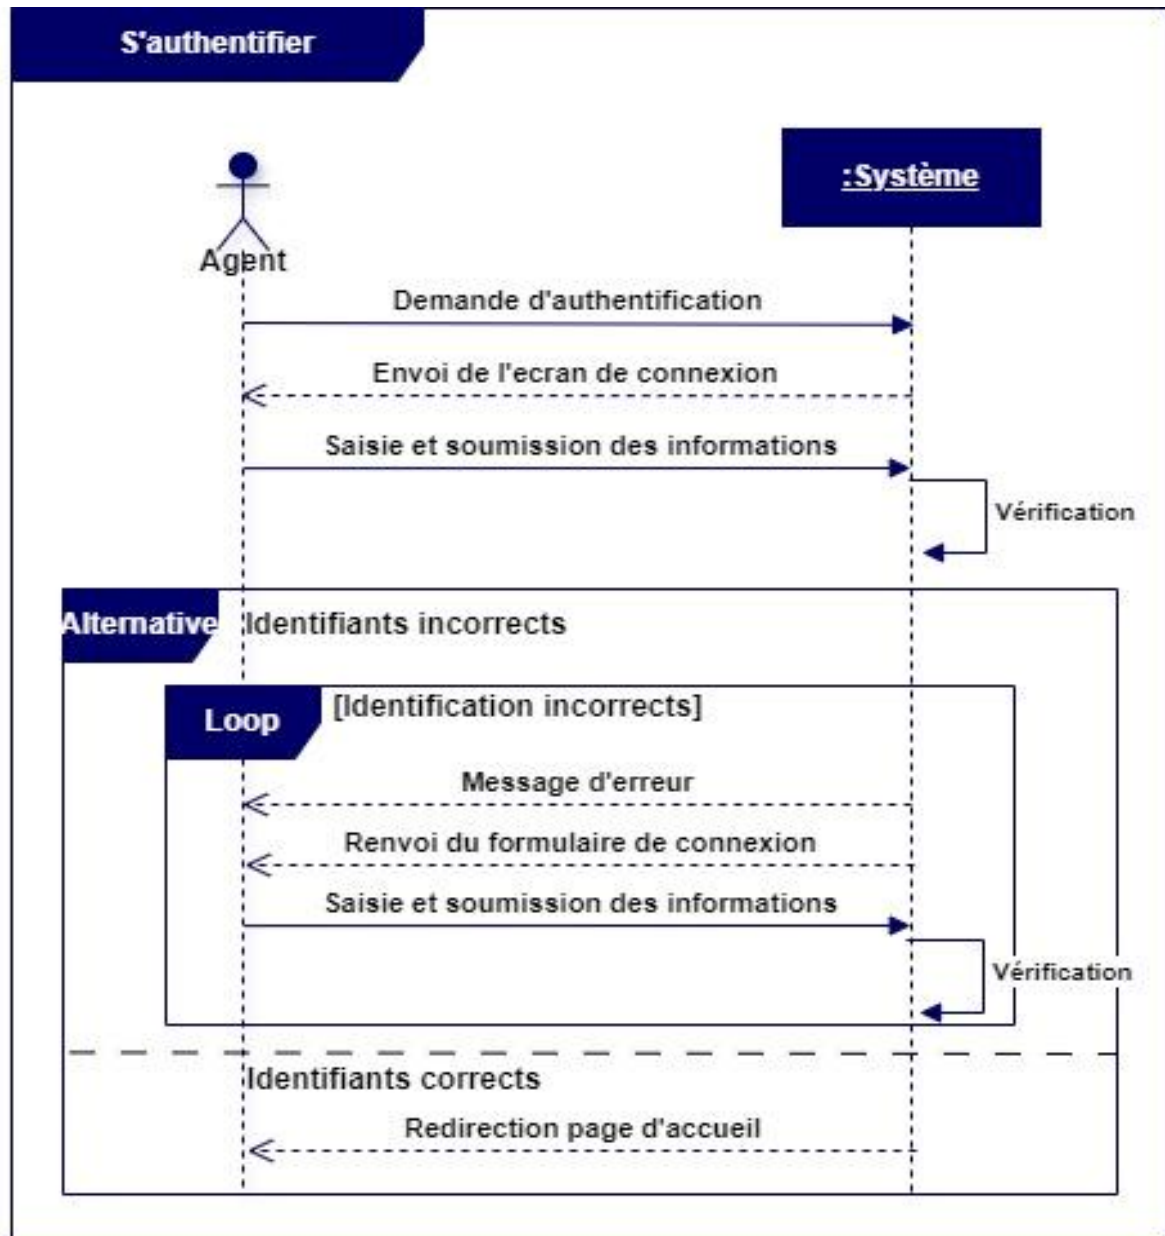 S'authentifier
:Système
Agent
Demande d'authentification
Envoi de l'ecran de connexion
Saisie et soumission des informations
Vérification
Alternative
Identifiants incorrects
Loop
[Identification incorrects]
Message d'erreur
Renvoi du formulaire de connexion
Saisie et soumission des informations
Vérification
Identifiants corrects
Redirection page d'accueil